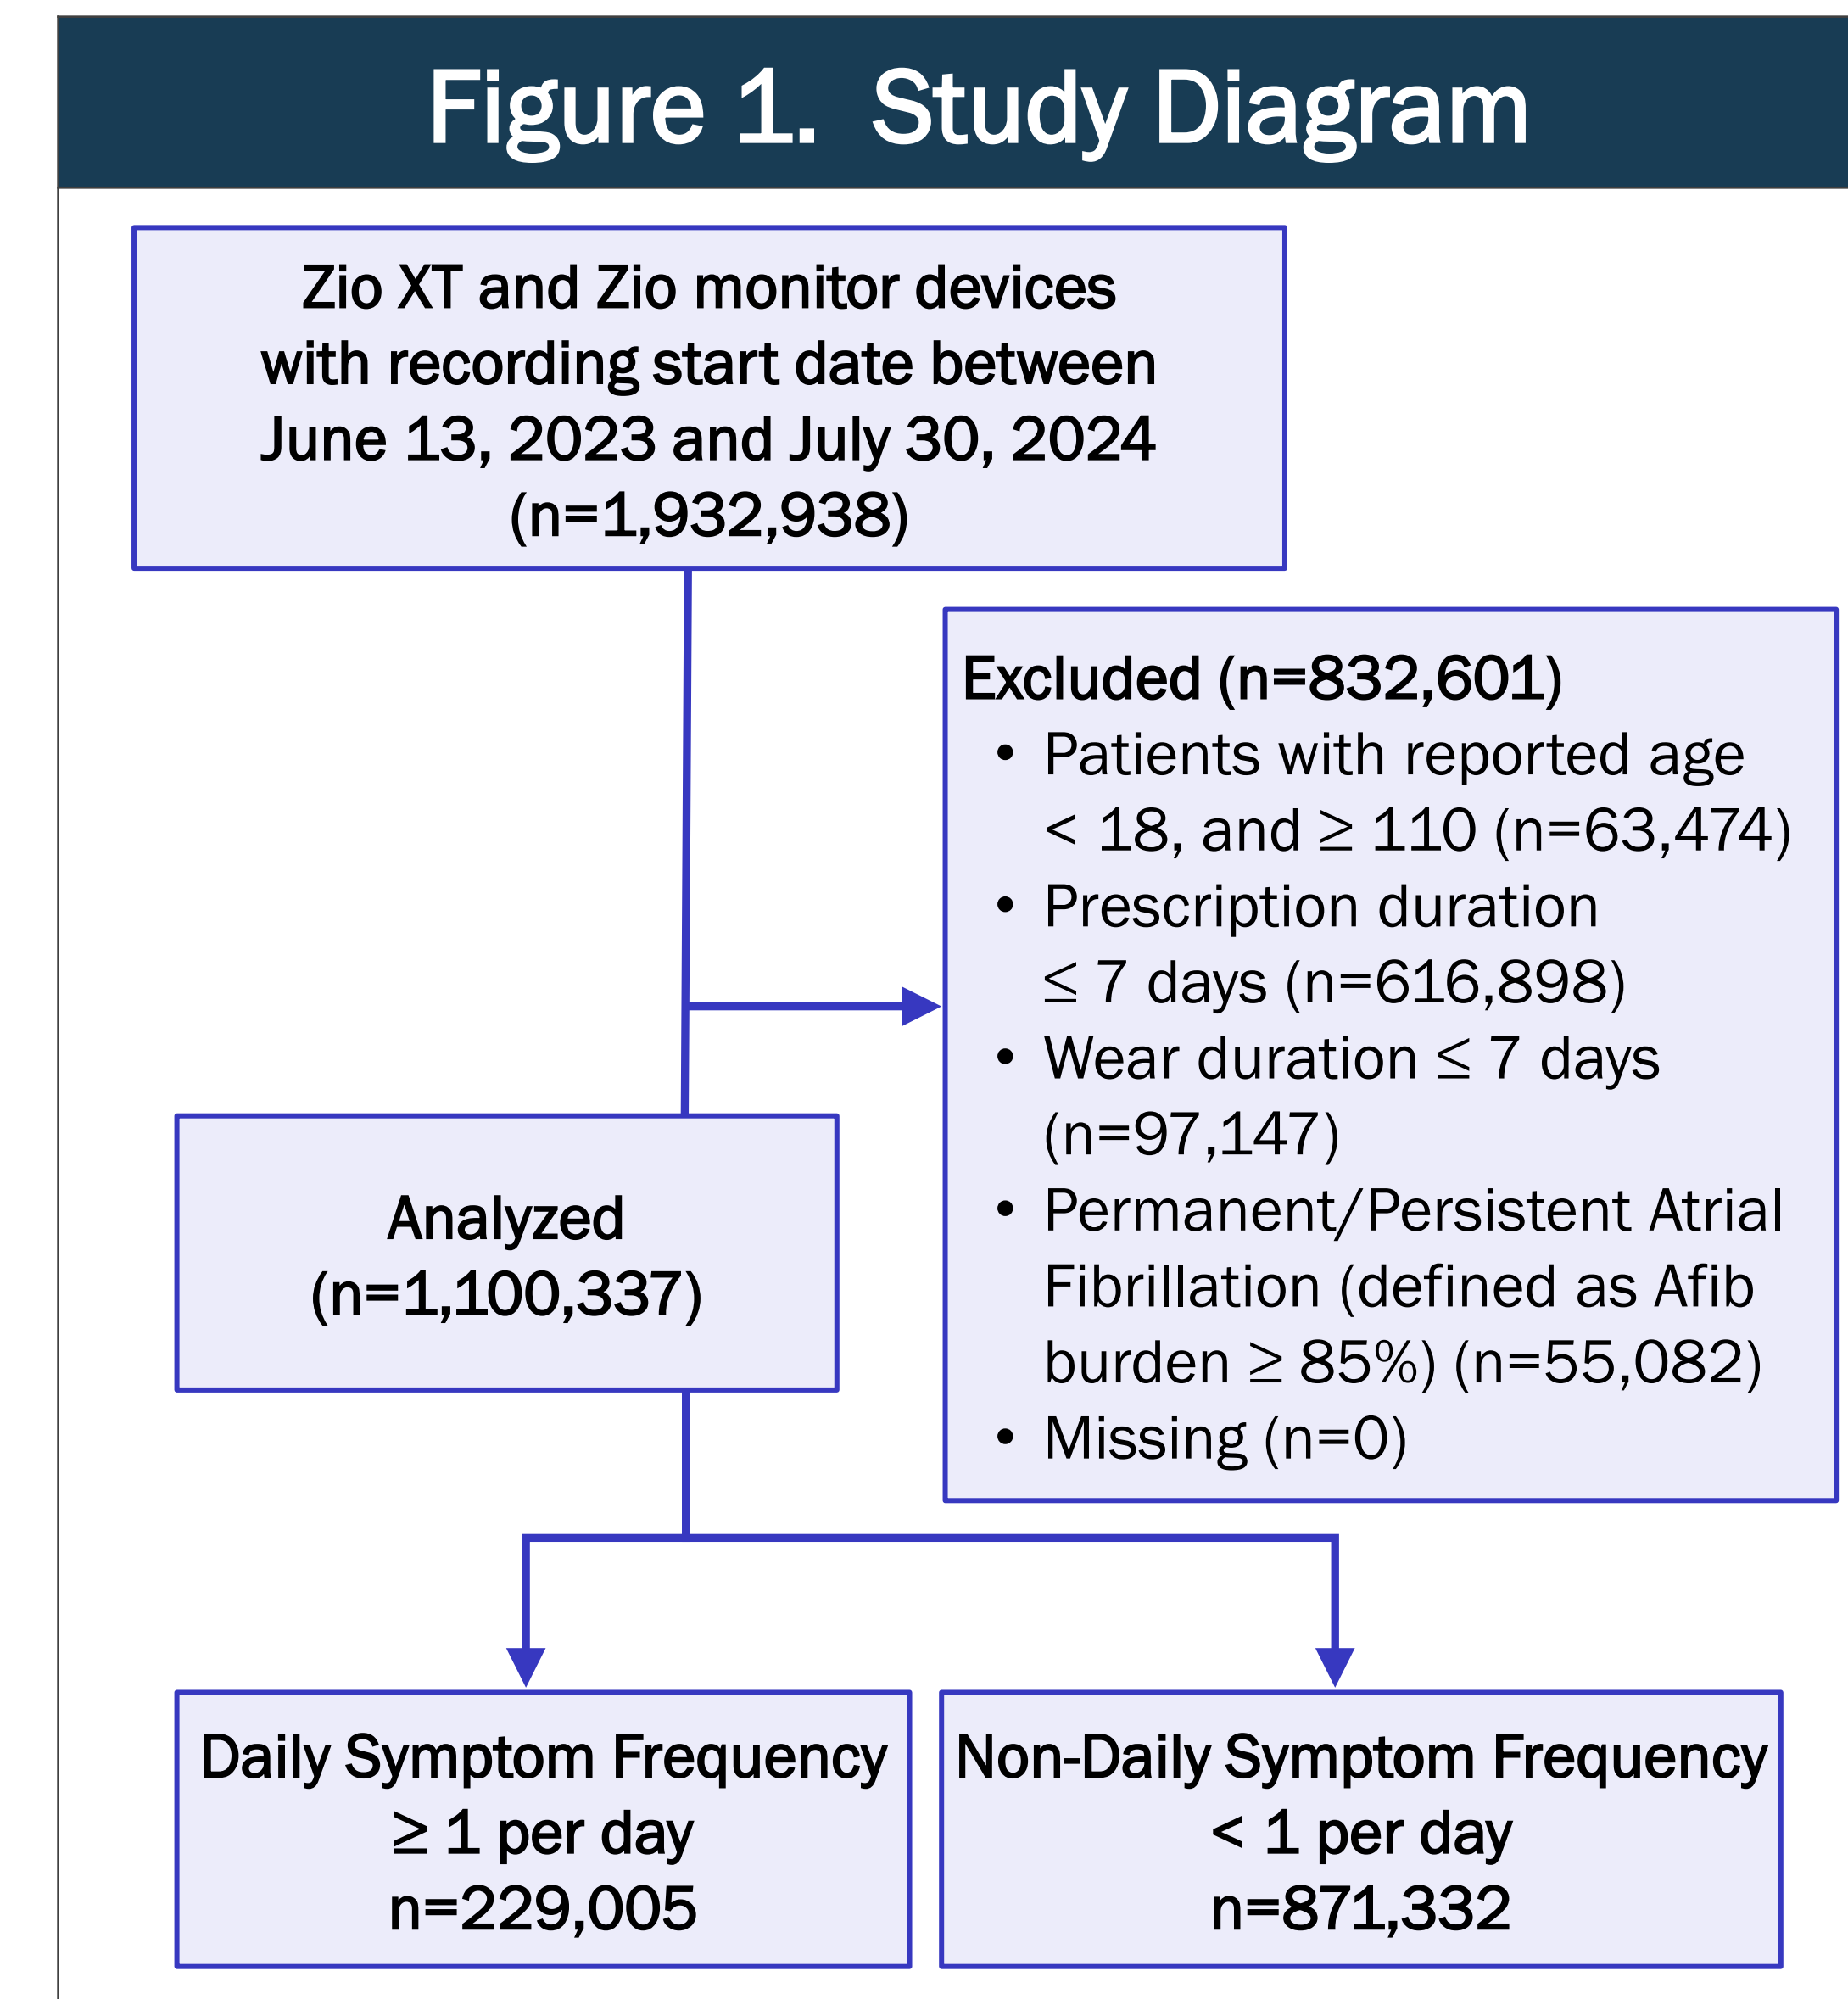 Figure 1. Study Diagram
Zio XT and Zio monitor devices
with recording start date between
June 13, 2023 and July 30, 2024
(n=1,932,938)
Excluded (n=832,601)
• Patients with reported age
< 18, and ≥ 110 (n=63,474)
• Prescription duration
≤ 7 days (n=616,898)
• Wear duration ≤ 7 days
(n=97,147)
• Permanent/Persistent Atrial
Fibrillation (defined as Afib
burden ≥ 85%) (n=55,082)
• Missing (n=0)
Analyzed
(n=1,100,337)
Daily Symptom Frequency
≥ 1 per day
n=229,005
Non-Daily Symptom Frequency
< 1 per day
n=871,332